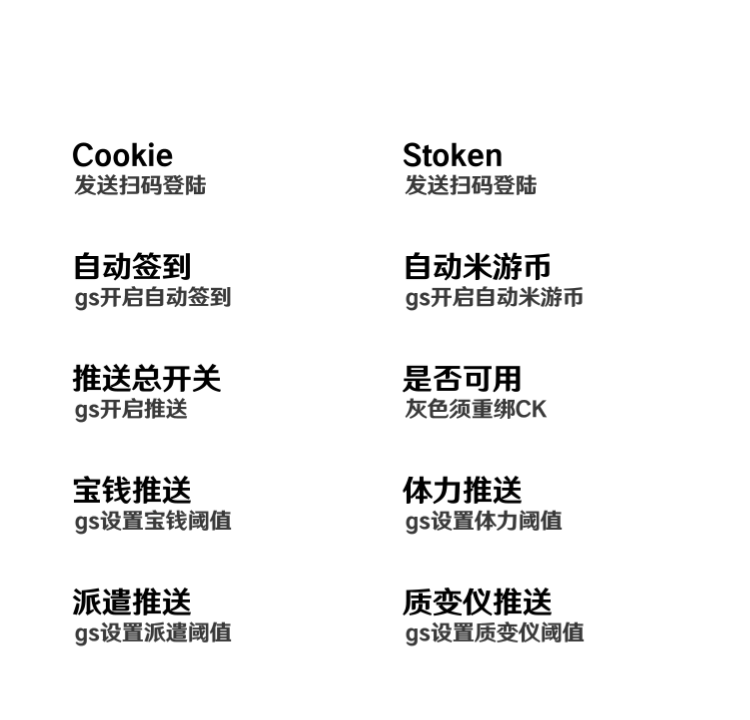 Cookie
发送扫码登陆
Stoken
发送扫码登陆
自动签到
gs开启自动签到
自动米游币
gs开启自动米游币
推送总开关
gs开启推送
是否可用
灰色须重绑CK
宝钱推送
gs设置宝钱阈值
体力推送
gs设置体力阈值
派遣推送
gs设置派遣阈值
质变仪推送
gs设置质变仪阈值